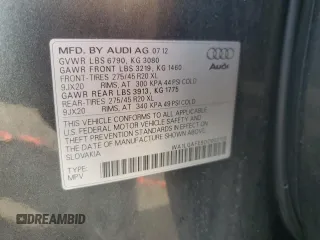 MFD. BY AUDI AG 07 12
GVWR LBS 6790, KG 3080
GAWR FRONT LBS 3219, KG 1460
FRONT-TIRES 275/45 R20 XL
9JX20 RIMS, AT 300 KPA 44 PSI COLD
GAWR REAR LBS 3913, KG 1775
REAR-TIRES 275/45 R20 XL
9JX20 RIMS, AT 340 KPA 49 PSI COLD
THIS VEHICLE CONFORMS TO ALL APPLICABLE
U.S. FEDERAL MOTOR VEHICLE SAFETY AND
THEFT PREVENTION STANDARDS IN EFFECT ON
THE DATE OF MANUFACTURE SHOWN ABOVE.
SLOVAKIA
TYPE:
MPV
Audi
DREAMBID.com